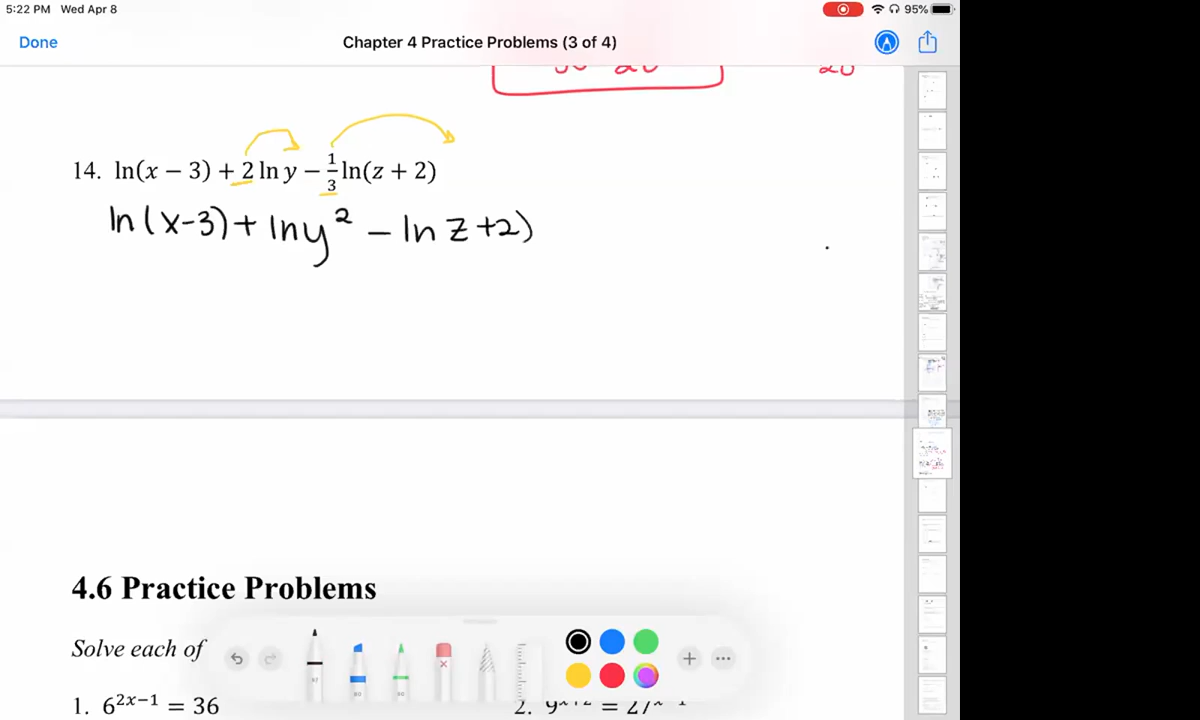 5:22 PM Wed Apr 8 95%
Done Chapter 4 Practice Problems (3 of 4)
14. ln(x − 3) + 2 ln y − 1/3 ln(z + 2)
ln(x-3)+ lny² - ln z +2)
4.6 Practice Problems
Solve each of
1. 6^{2x−1} = 36
2.